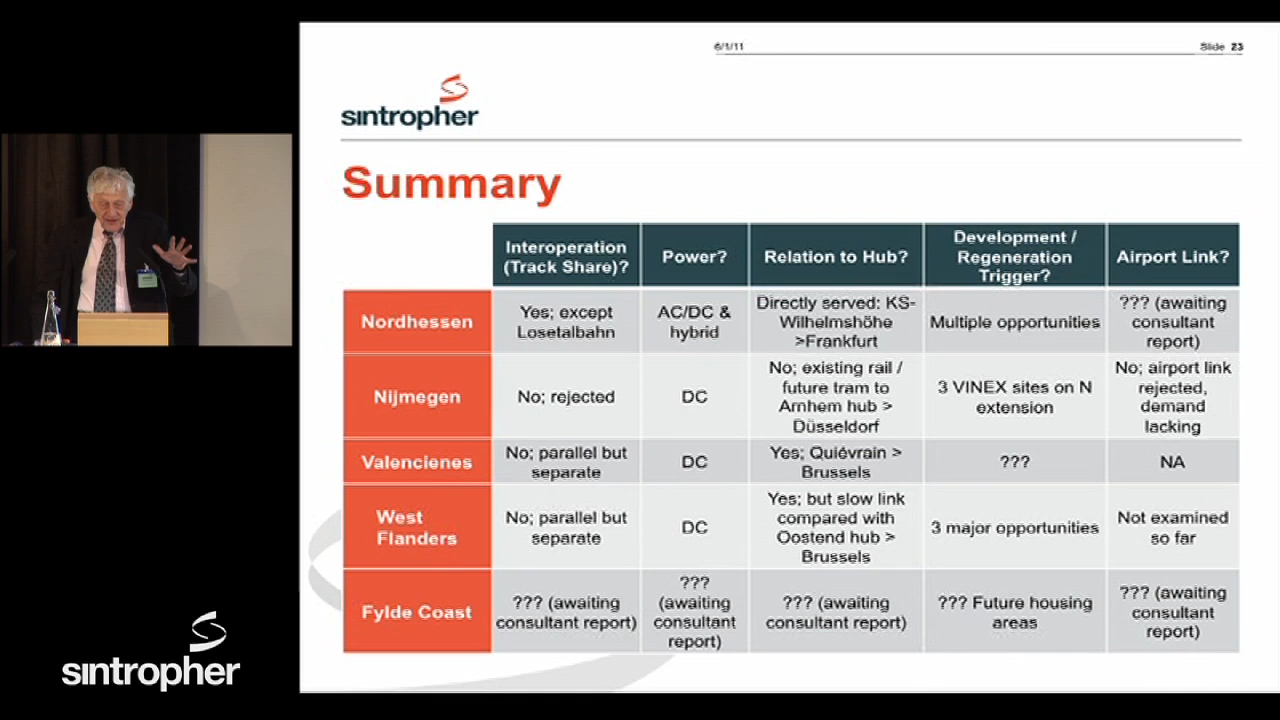 6/1/11
Slide 23
sintropher
Summary
Interoperation
(Track Share)?
Power?
Relation to Hub?
Development /
Regeneration
Trigger?
Airport Link?
Nordhessen
Yes; except
Losetalbahn
AC/DC &
hybrid
Directly served: KS-
Wilhelmshöhe
>Frankfurt
Multiple opportunities
??? (awaiting
consultant
report)
Nijmegen
No; rejected
DC
No; existing rail /
future tram to
Arnhem hub >
Düsseldorf
3 VINEX sites on N
extension
No; airport link
rejected,
demand
lacking
Valencienes
No; parallel but
separate
DC
Yes; Quiévrain >
Brussels
???
NA
West
Flanders
No; parallel but
separate
DC
Yes; but slow link
compared with
Oostend hub >
Brussels
3 major opportunities
Not examined
so far
Fylde Coast
??? (awaiting
consultant report)
???
(awaiting
consultant
report)
??? (awaiting
consultant report)
??? Future housing
areas
??? (awaiting
consultant
report)
sintropher